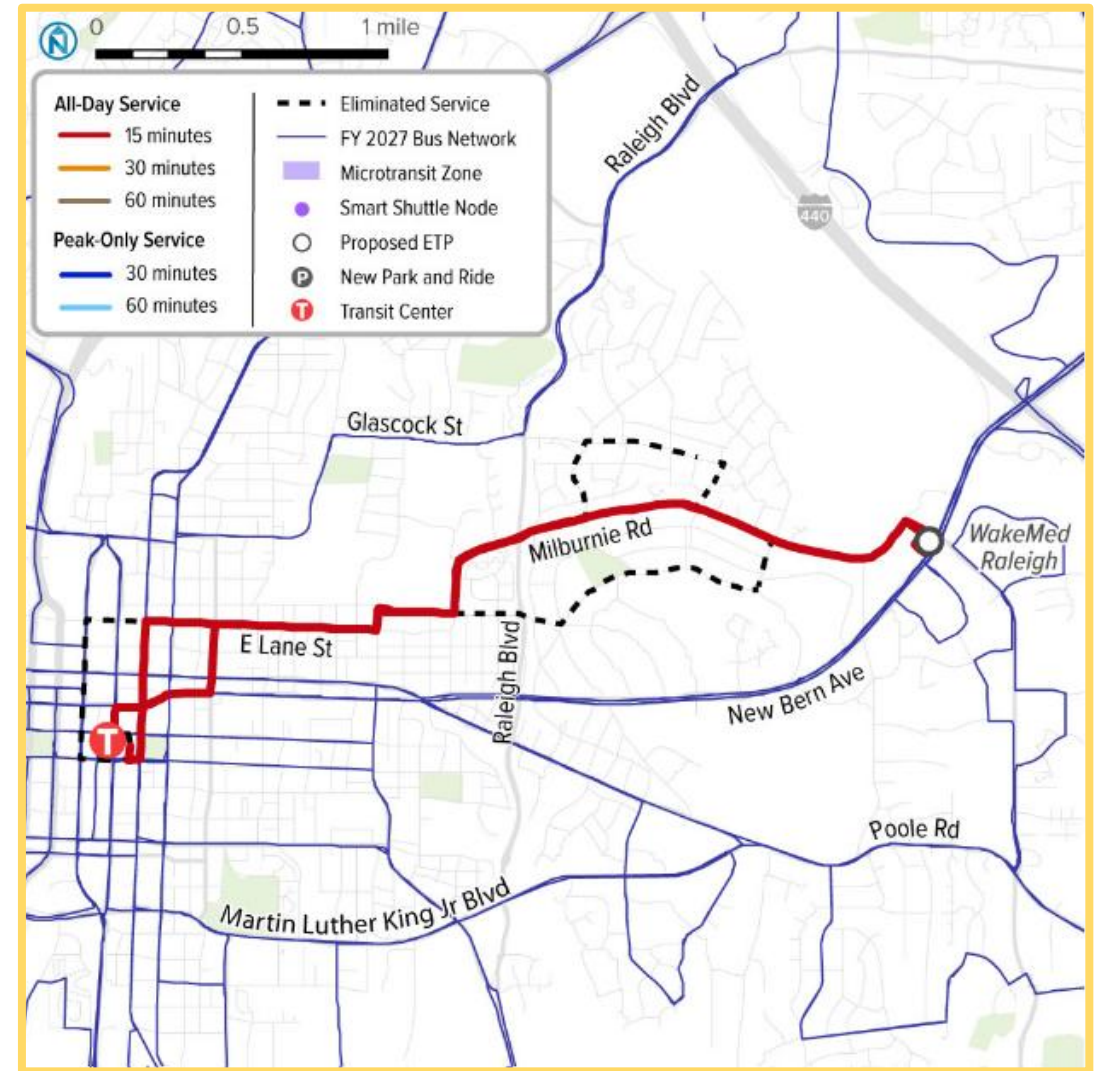 N
0 0.5 1 mile
All-Day Service
15 minutes
30 minutes
60 minutes
Peak-Only Service
30 minutes
60 minutes
Eliminated Service
FY 2027 Bus Network
Microtransit Zone
Smart Shuttle Node
Proposed ETP
P New Park and Ride
T Transit Center
Raleigh Blvd
440
Glascock St
Milburnie Rd
WakeMed
Raleigh
E Lane St
Raleigh Blvd
New Bern Ave
T
Poole Rd
Martin Luther King Jr Blvd